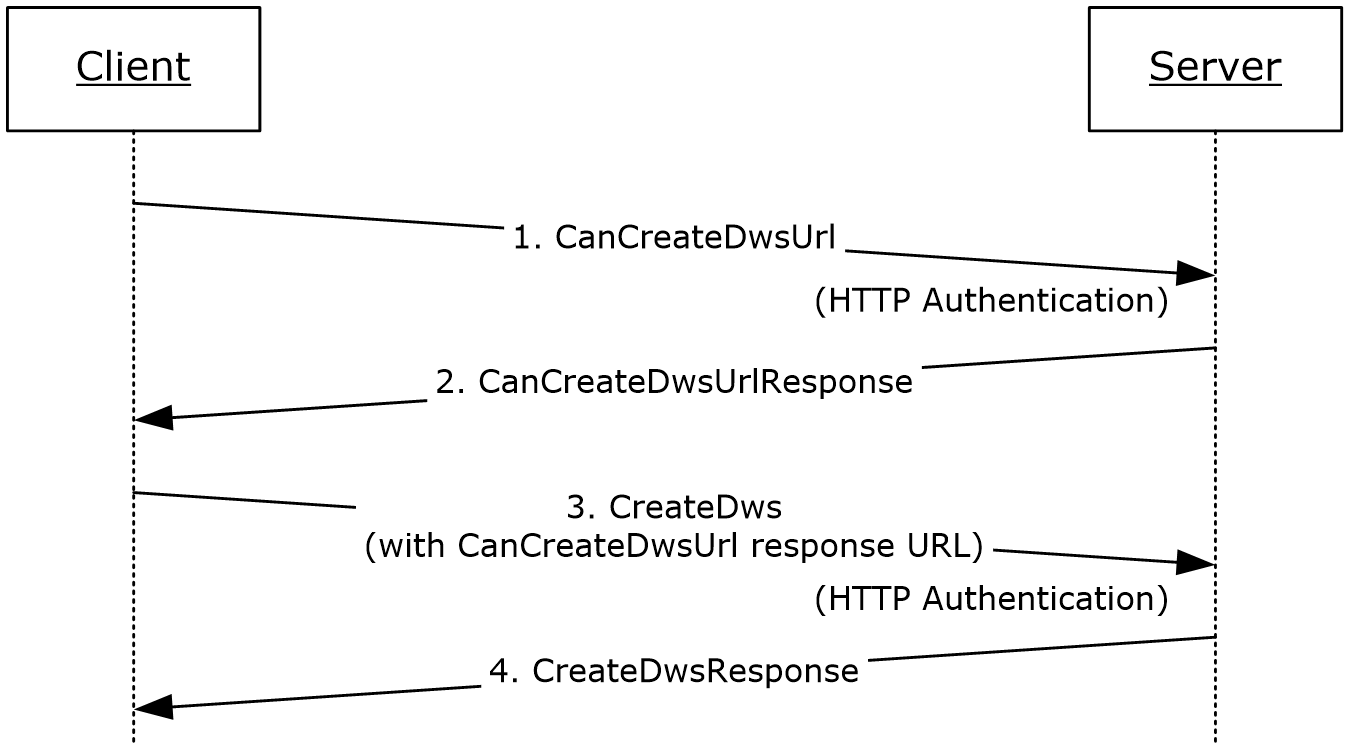 Client
Server
1. CanCreateDwsUrl
(HTTP Authentication)
2. CanCreateDwsUrlResponse
3. CreateDws
(with CanCreateDwsUrl response URL)
(HTTP Authentication)
4. CreateDwsResponse